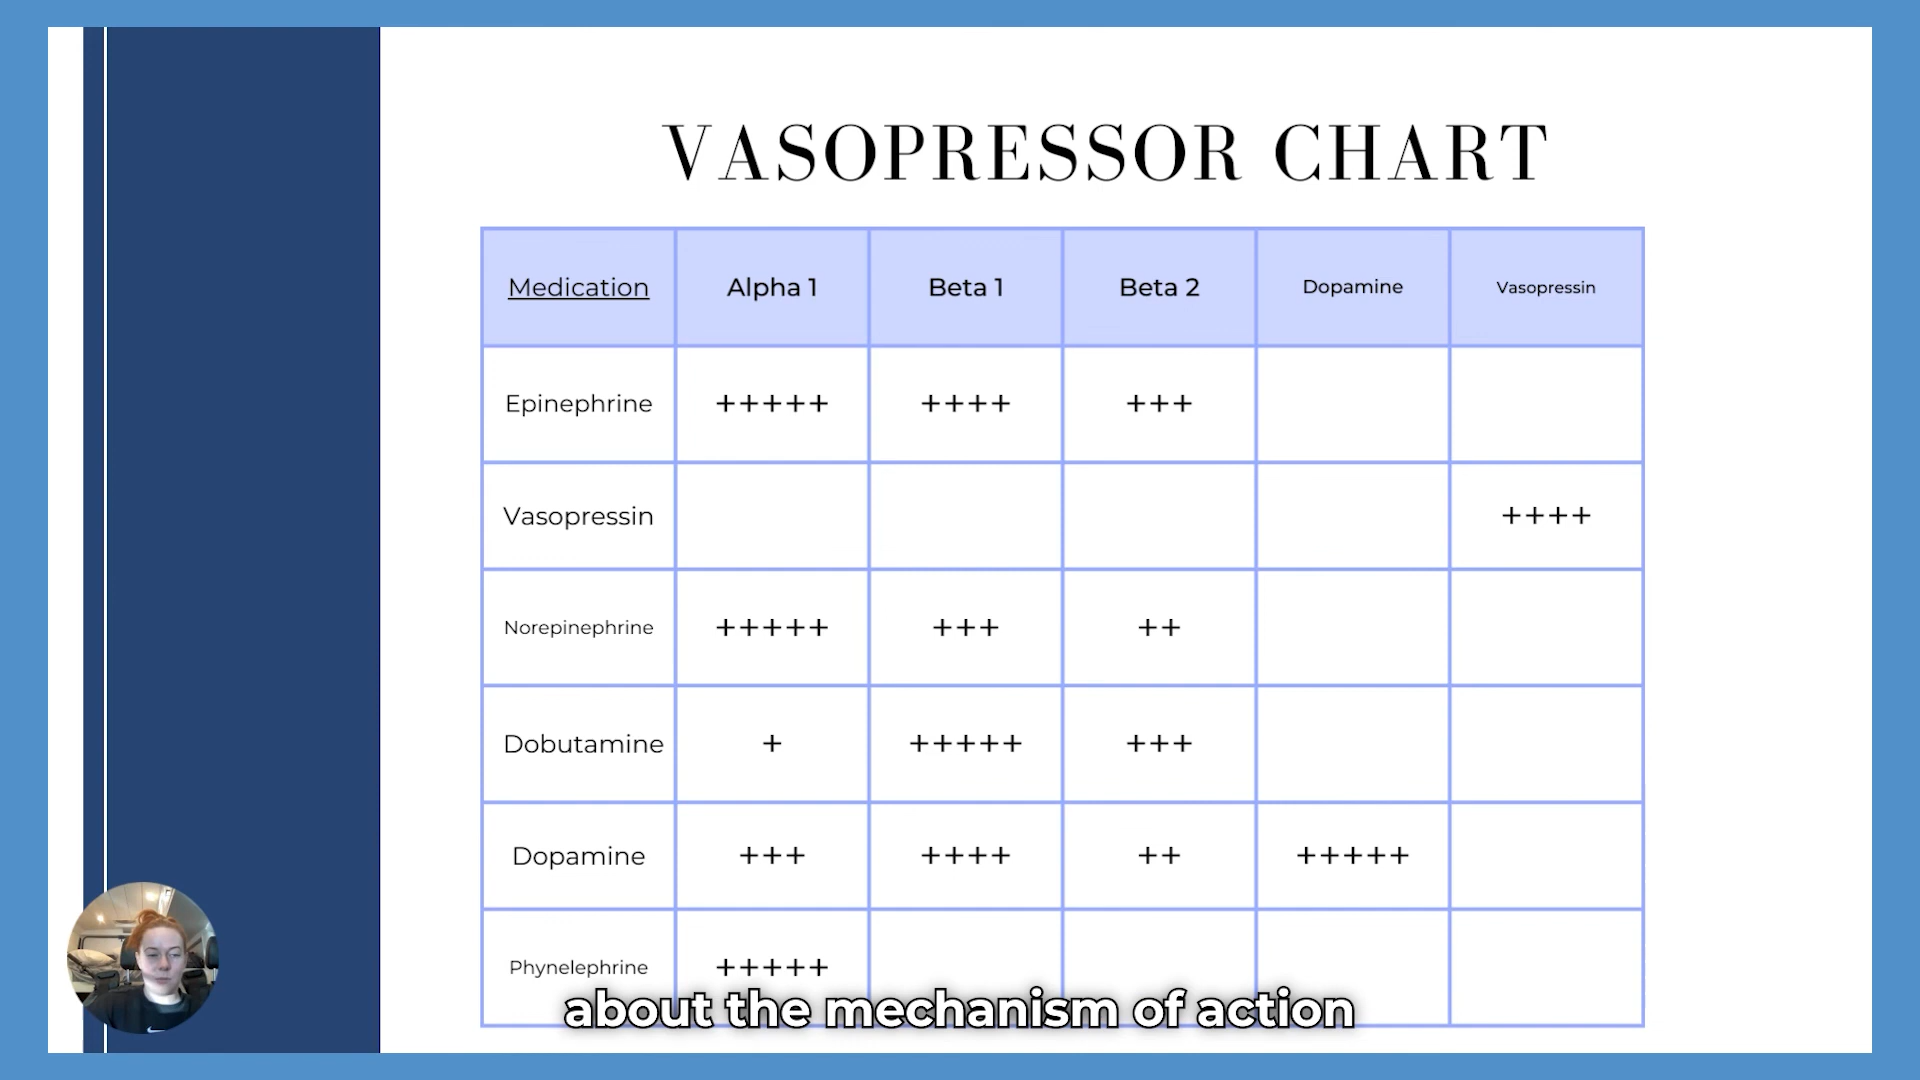 VASOPRESSOR CHART
Medication Alpha 1 Beta 1 Beta 2 Dopamine Vasopressin
Epinephrine +++++ ++++ +++
Vasopressin ++++
Norepinephrine +++++ +++ ++
Dobutamine + +++++ +++
Dopamine +++ ++++ ++ +++++
Phynelephrine +++++
about the mechanism of action